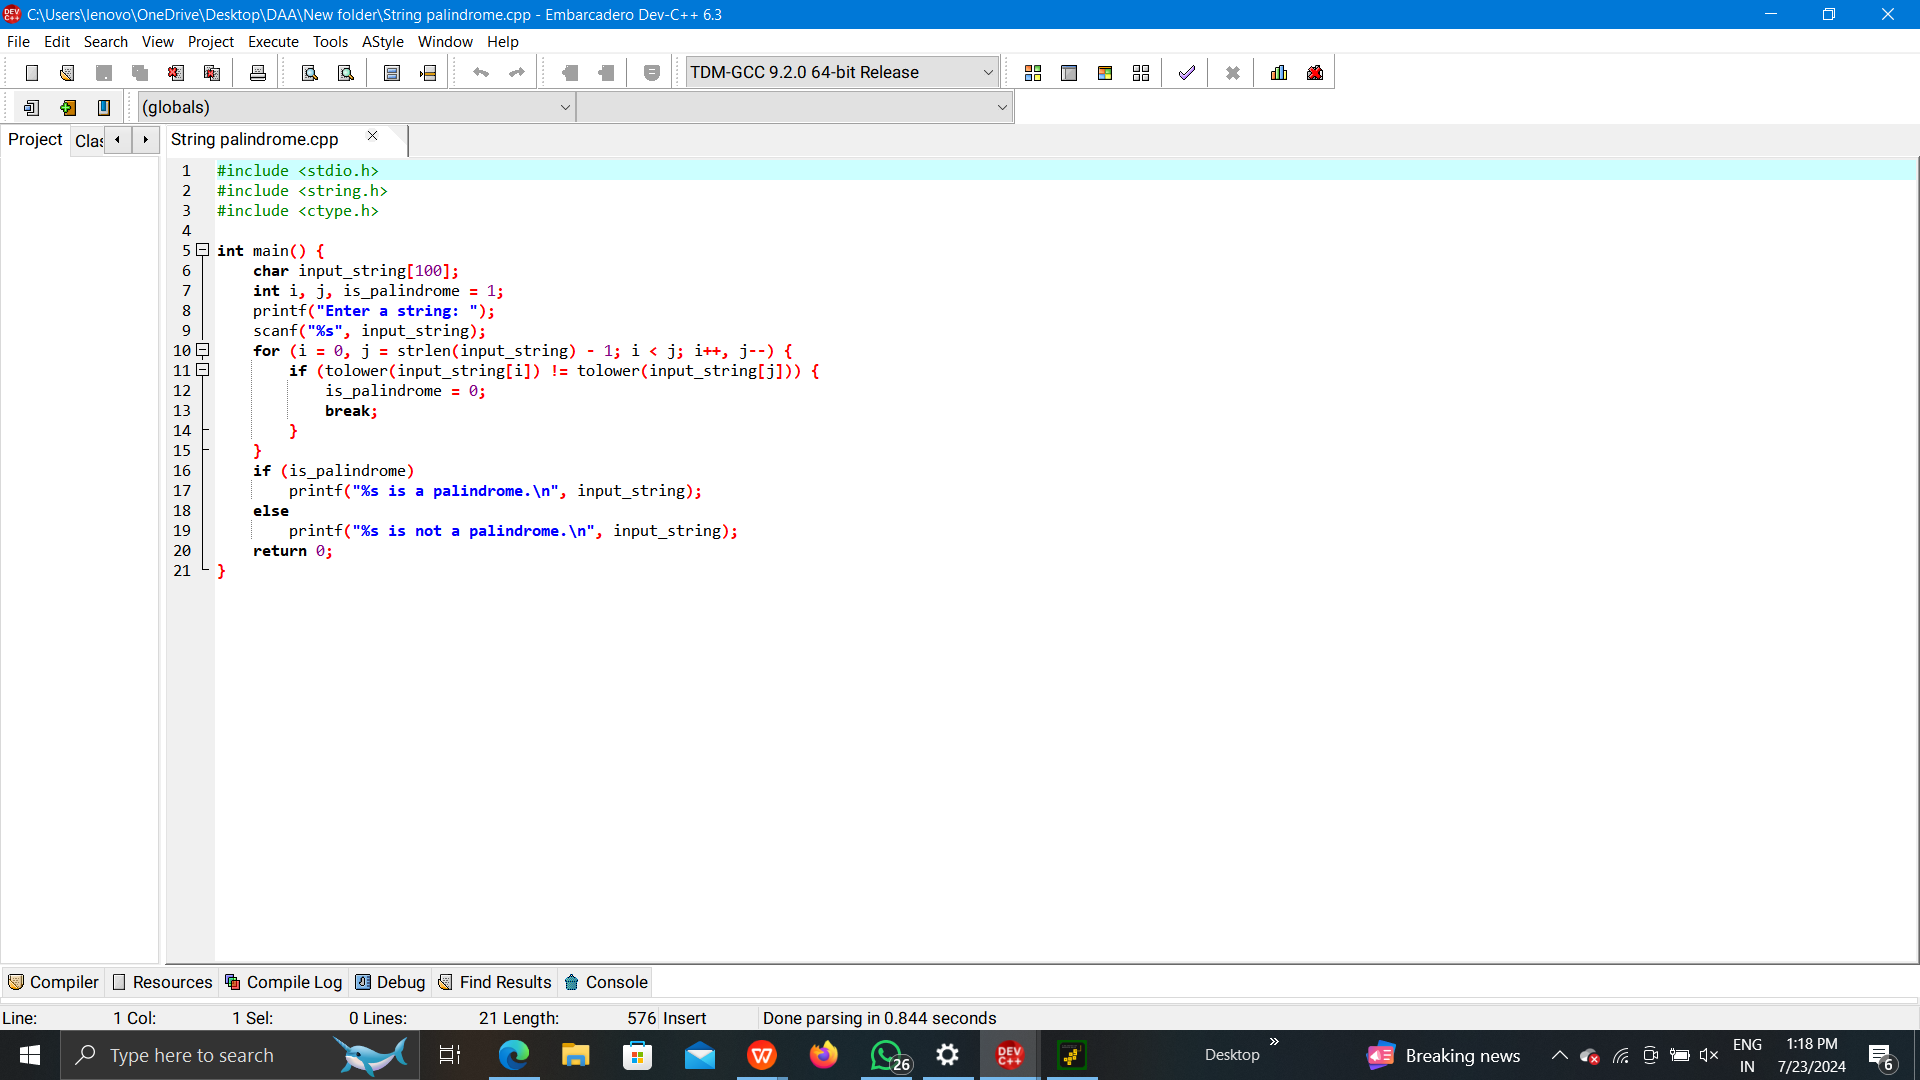 C:\Users\lenovo\OneDrive\Desktop\DAA\New folder\String palindrome.cpp - Embarcadero Dev-C++ 6.3
File Edit Search View Project Execute Tools AStyle Window Help
TDM-GCC 9.2.0 64-bit Release
(globals)
Project Clas String palindrome.cpp
1 #include <stdio.h>
2 #include <string.h>
3 #include <ctype.h>
4
5 int main() {
6     char input_string[100];
7     int i, j, is_palindrome = 1;
8     printf("Enter a string: ");
9     scanf("%s", input_string);
10     for (i = 0, j = strlen(input_string) - 1; i < j; i++, j--) {
11         if (tolower(input_string[i]) != tolower(input_string[j])) {
12             is_palindrome = 0;
13             break;
14         }
15     }
16     if (is_palindrome)
17         printf("%s is a palindrome.\n", input_string);
18     else
19         printf("%s is not a palindrome.\n", input_string);
20     return 0;
21 }
Compiler Resources Compile Log Debug Find Results Console
Line: 1 Col: 1 Sel: 0 Lines: 21 Length: 576 Insert Done parsing in 0.844 seconds
Type here to search 26 DEV C++ Desktop » Breaking news ENG 1:18 PM
IN 7/23/2024 6